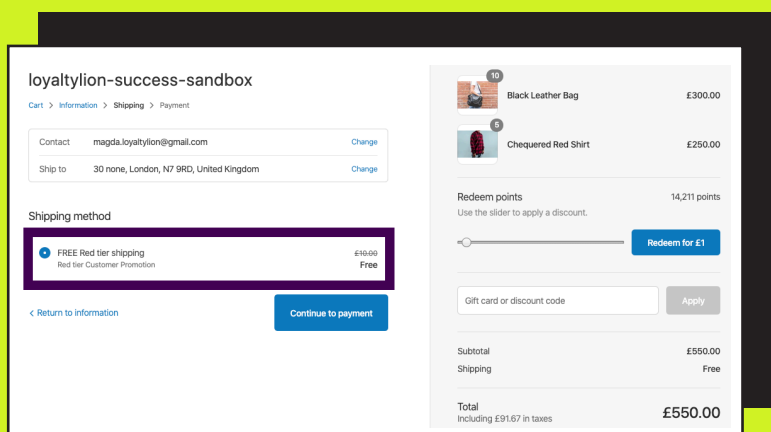 loyaltylion-success-sandbox
Cart > Information > Shipping > Payment
Contact magda.loyaltylion@gmail.com Change
Ship to 30 none, London, N7 9RD, United Kingdom Change
Shipping method
FREE Red tier shipping £10.00
Red tier Customer Promotion Free
< Return to information Continue to payment
10
Black Leather Bag £300.00
5
Chequered Red Shirt £250.00
Redeem points 14,211 points
Use the slider to apply a discount.
Redeem for £1
Gift card or discount code Apply
Subtotal £550.00
Shipping Free
Total £550.00
Including £91.67 in taxes